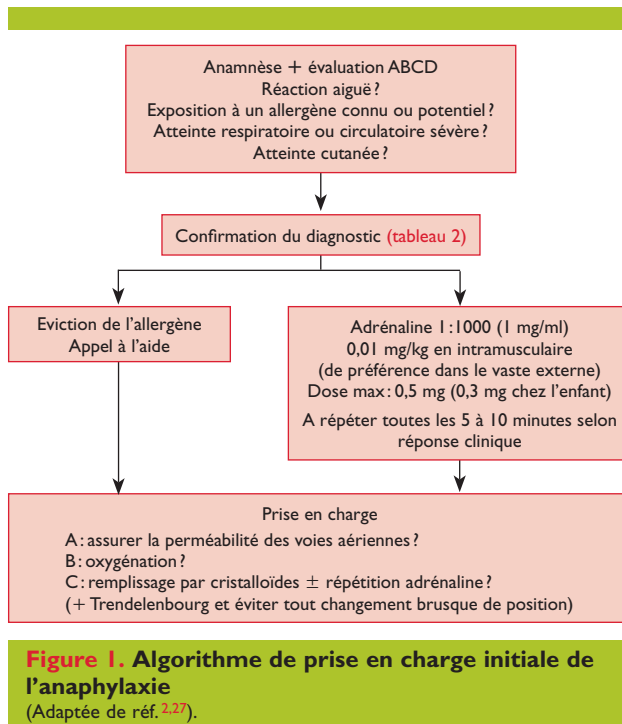 Anamnèse + évaluation ABCD
Réaction aiguë ?
Exposition à un allergène connu ou potentiel ?
Atteinte respiratoire ou circulatoire sévère ?
Atteinte cutanée ?
Confirmation du diagnostic (tableau 2)
Eviction de l’allergène
Appel à l’aide
Adrénaline 1 :1000 (1 mg/ml)
0,01 mg/kg en intramusculaire
(de préférence dans le vaste externe)
Dose max : 0,5 mg (0,3 mg chez l’enfant)
A répéter toutes les 5 à 10 minutes selon
réponse clinique
Prise en charge
A : assurer la perméabilité des voies aériennes ?
B : oxygénation ?
C : remplissage par cristalloïdes ± répétition adrénaline ?
(+ Trendelenbourg et éviter tout changement brusque de position)
Figure 1. Algorithme de prise en charge initiale de
l’anaphylaxie
(Adaptée de réf. 2,27).